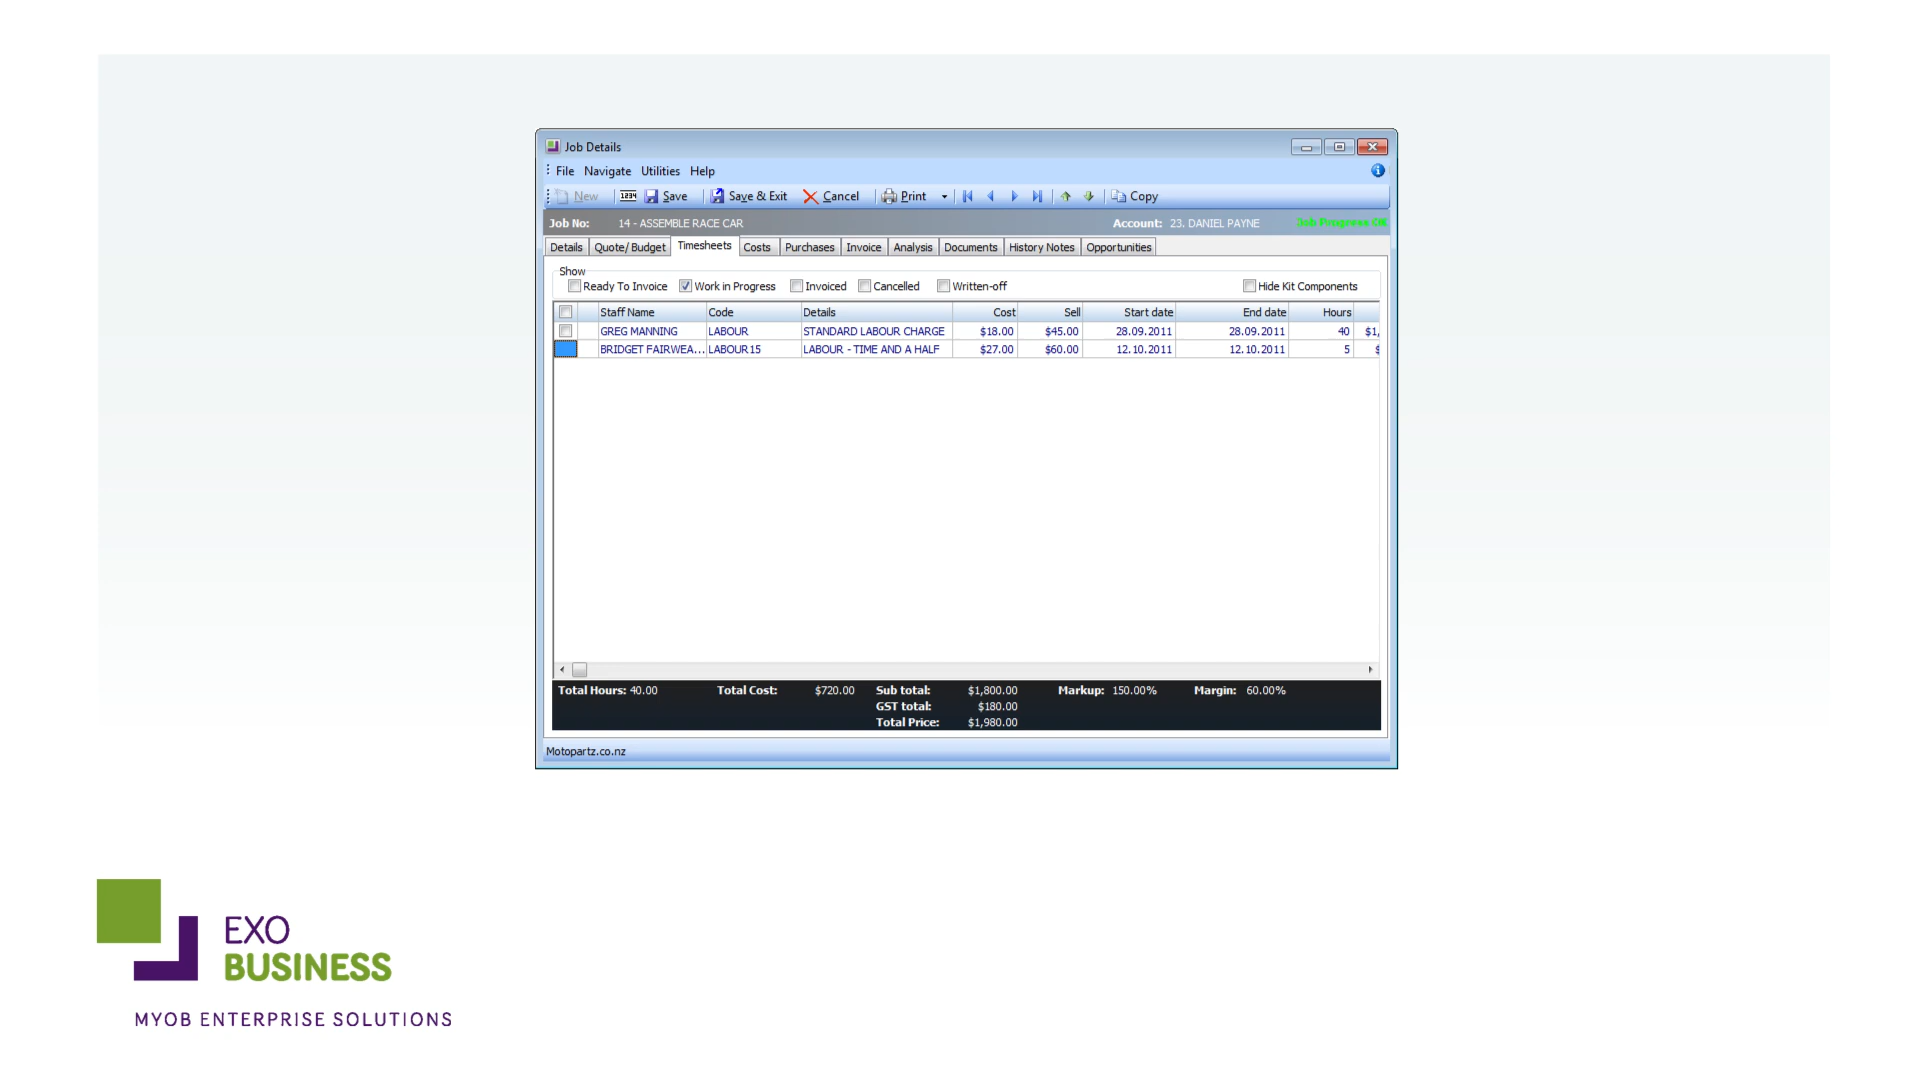 Job Details
File Navigate Utilities Help
New 1234 Save Save & Exit Cancel Print Copy
Job No: 14 - ASSEMBLE RACE CAR Account: 23. DANIEL PAYNE Job Progress OK
Details Quote/Budget Timesheets Costs Purchases Invoice Analysis Documents History Notes Opportunities
Show
Ready To Invoice Work in Progress Invoiced Cancelled Written-off Hide Kit Components
Staff Name Code Details Cost Sell Start date End date Hours
GREG MANNING LABOUR STANDARD LABOUR CHARGE $18.00 $45.00 28.09.2011 28.09.2011 40 $1,
BRIDGET FAIRWEA... LABOUR15 LABOUR - TIME AND A HALF $27.00 $60.00 12.10.2011 12.10.2011 5 $
Total Hours: 40.00 Total Cost: $720.00 Sub total: $1,800.00 Markup: 150.00% Margin: 60.00%
GST total: $180.00
Total Price: $1,980.00
Motopartz.co.nz
EXO
BUSINESS
MYOB ENTERPRISE SOLUTIONS